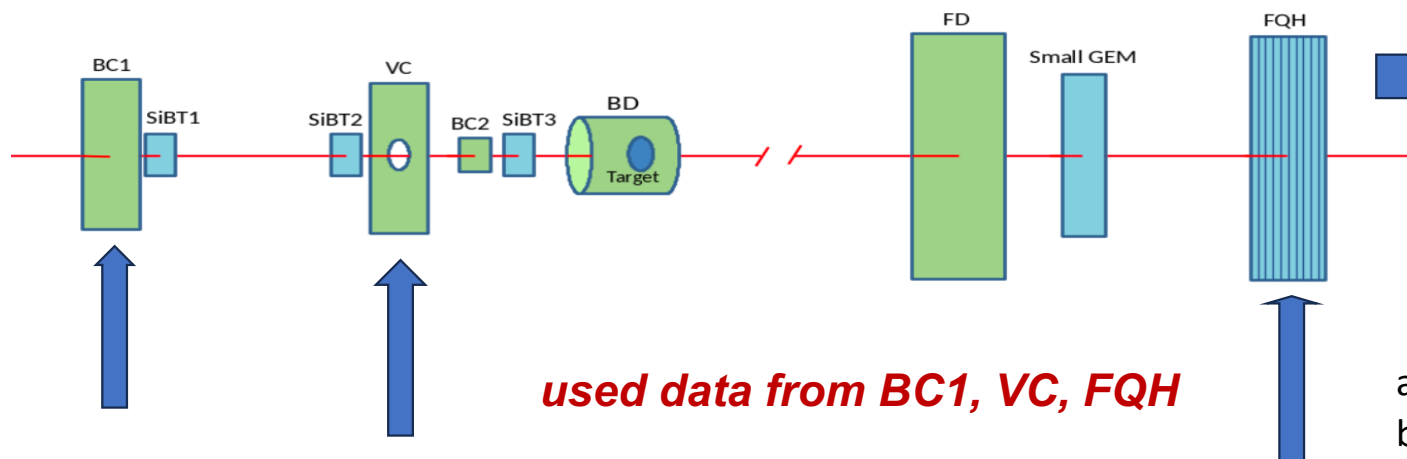 BC1
SiBT1
SiBT2
VC
BC2
SiBT3
BD
Target
FD
Small GEM
FQH
used data from BC1, VC, FQH
a
b